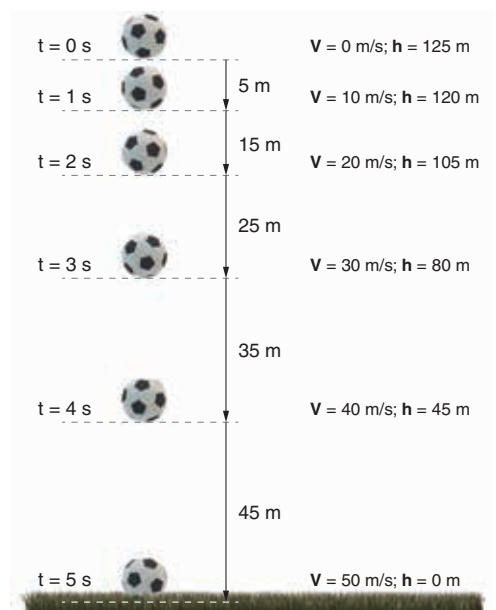 t = 0 s V = 0 m/s; h = 125 m
5 m
t = 1 s V = 10 m/s; h = 120 m
15 m
t = 2 s V = 20 m/s; h = 105 m
25 m
t = 3 s V = 30 m/s; h = 80 m
35 m
t = 4 s V = 40 m/s; h = 45 m
45 m
t = 5 s V = 50 m/s; h = 0 m